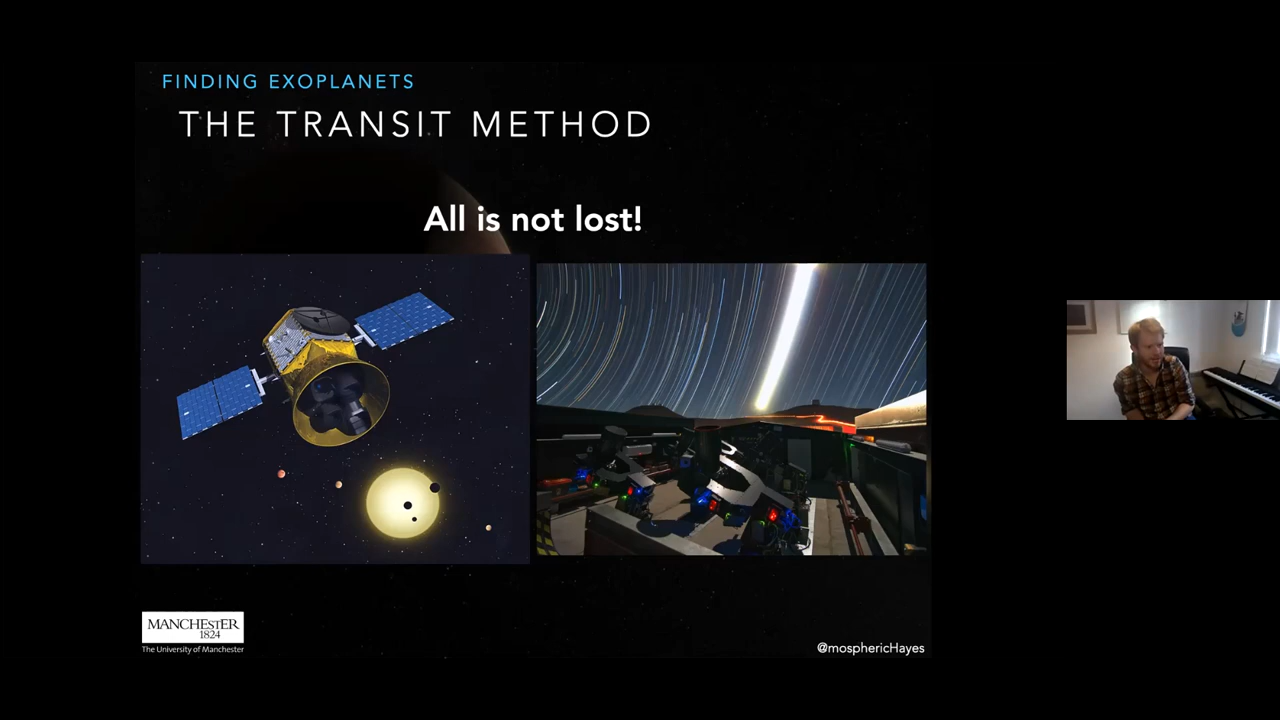 FINDING EXOPLANETS
THE TRANSIT METHOD
All is not lost!
MANCHESTER
1824
The University of Manchester
@mosphericHayes